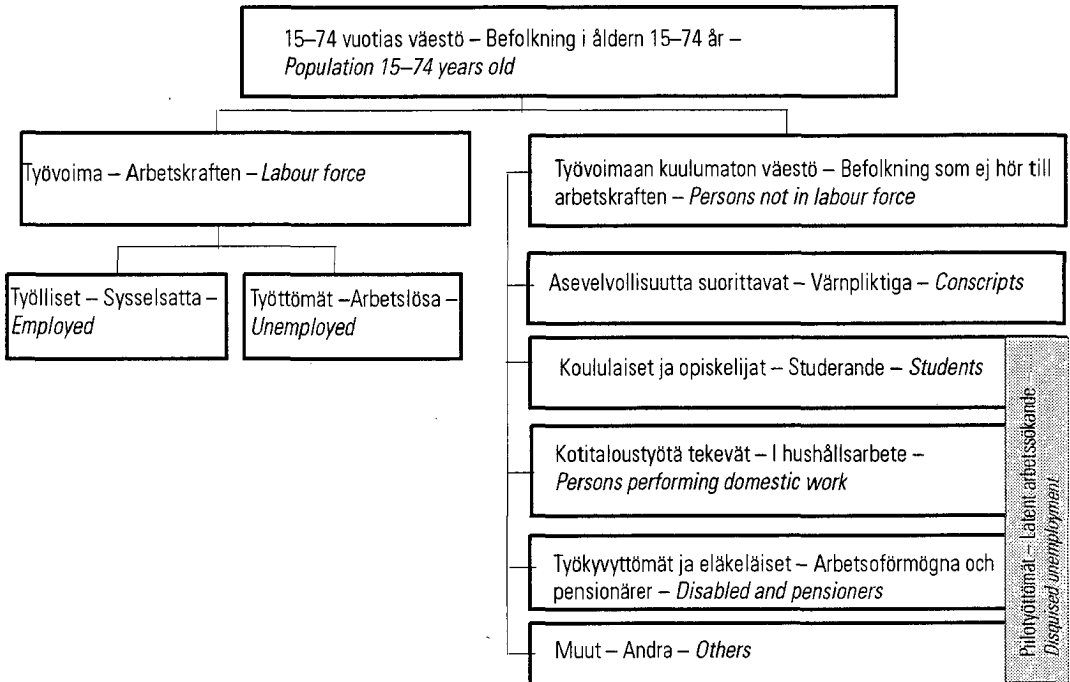 15–74 vuotias väestö – Befolkning i åldern 15–74 år –
Population 15–74 years old
Työvoima – Arbetskraften – Labour force
Työvoimaan kuulumaton väestö – Befolkning som ej hör till
arbetskraften – Persons not in labour force
Työlliset – Sysselsatta –
Employed
Työttömät –Arbetslösa –
Unemployed
Asevelvollisuutta suorittavat – Värnpliktiga – Conscripts
Koululaiset ja opiskelijat – Studerande – Students
Kotitaloustyötä tekevät – I hushållsarbete –
Persons performing domestic work
Työkyvyttömät ja eläkeläiset – Arbetsoförmögna och
pensionärer – Disabled and pensioners
Muut – Andra – Others
Piilotyöttömät – Latent arbetssökande
Disquised unemployment